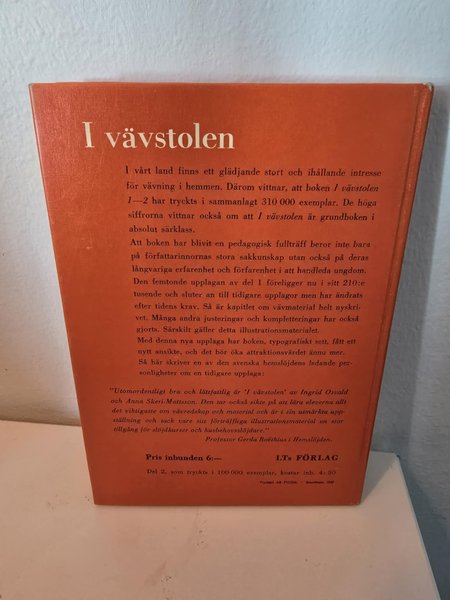 I vävstolen
I vårt land finns ett glädjande stort och ihållande intresse
för vävning i hemmen. Därom vittnar, att boken I vävstolen
1—2 har tryckts i sammanlagt 310 000 exemplar. De höga
siffrorna vittnar också om att I vävstolen är grundboken i
absolut särklass.
Att boken har blivit en pedagogisk fullträff beror inte bara
på författarinnornas stora sakkunskap utan också på deras
långvariga erfarenhet och förfarenhet i att handleda ungdom.
Den femtonde upplagan av del 1 föreligger nu i sitt 210:e
tusende och sluter an till tidigare upplagor men har ändrats
efter tidens krav. Så är kapitlet om vävmaterial helt nyskri-
vet. Många andra justeringar och kompletteringar har också
gjorts. Särskilt gäller detta illustrationsmaterialet.
Med denna nya upplaga har boken, typografiskt sett, fått ett
nytt ansikte, och det bör öka attraktionsvärdet ännu mer.
Så här skriver en av den svenska hemslöjdens ledande per-
sonligheter om en tidigare upplaga:
"Utomordentligt bra och lättfattlig är 'I vävstolen' av Ingrid Osvald
och Anna Skeri-Mattsson. Den tar också sikte på att lära eleverna allt
det viktigaste om vävredskap och material och är i sin utmärkta upp-
ställning och tack vare sitt förträffliga illustrationsmaterial en stor
tillgång för slöjdkurser och husbehovsslöjdare."
Professor Gerda Boëthius i Hemslöjden.
Pris inbunden 6:— LTs FÖRLAG
Del 2, som tryckts i 100 000 exemplar, kostar inb. 4:50